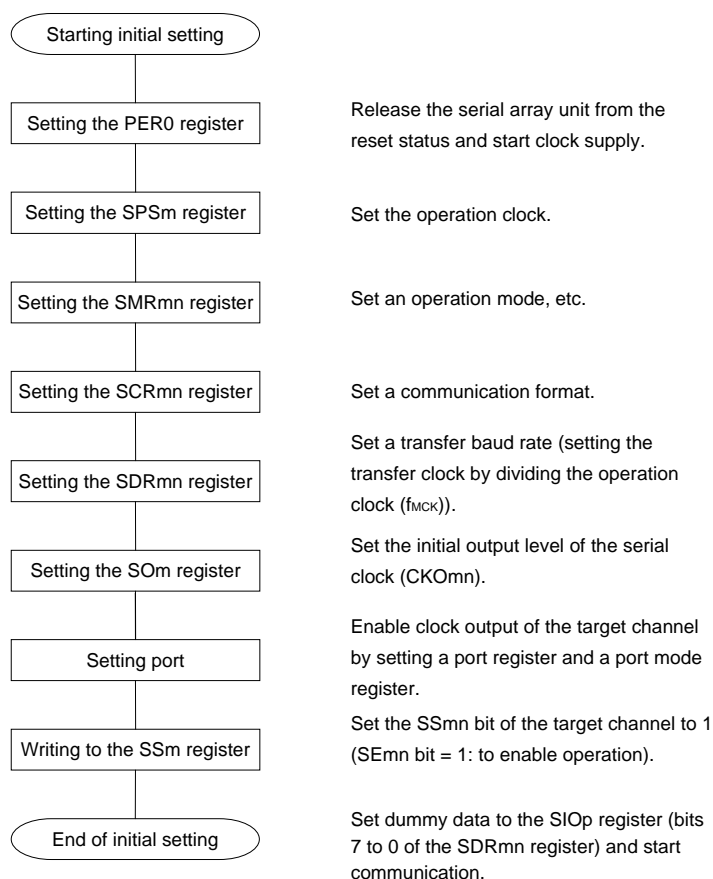 Starting initial setting
Setting the PER0 register
Release the serial array unit from the
reset status and start clock supply.
Setting the SPSm register
Set the operation clock.
Setting the SMRmn register
Set an operation mode, etc.
Setting the SCRmn register
Set a communication format.
Setting the SDRmn register
Set a transfer baud rate (setting the
transfer clock by dividing the operation
clock (fMCK)).
Setting the SOm register
Set the initial output level of the serial
clock (CKOmn).
Setting port
Enable clock output of the target channel
by setting a port register and a port mode
register.
Writing to the SSm register
Set the SSmn bit of the target channel to 1
(SEmn bit = 1: to enable operation).
End of initial setting
Set dummy data to the SIOp register (bits
7 to 0 of the SDRmn register) and start
communication.